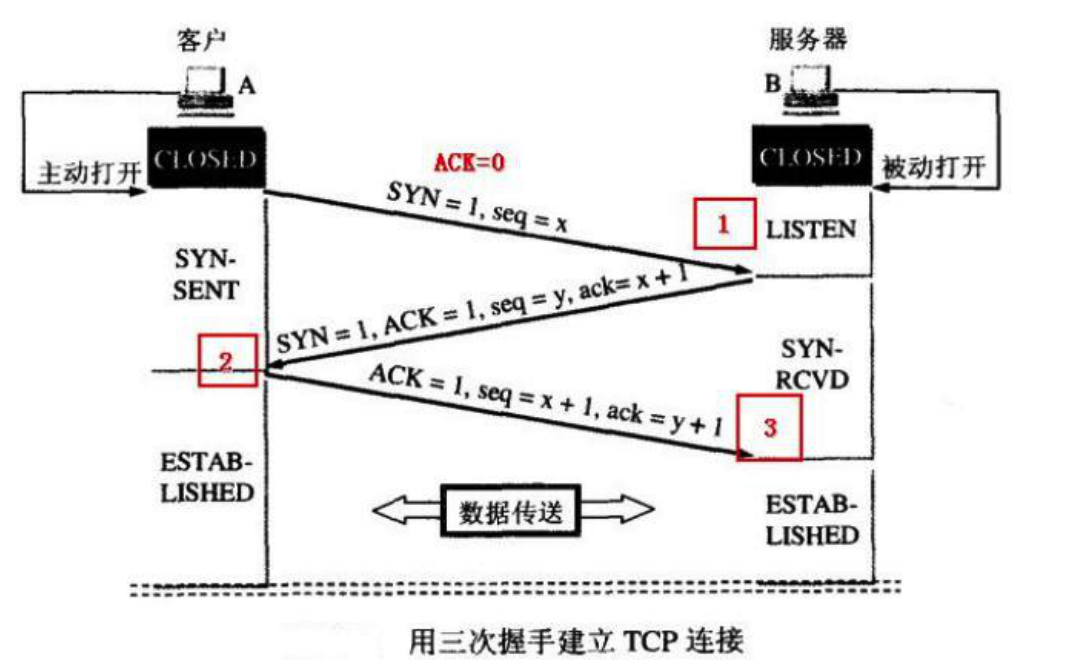 客户
服务器
A
B
CLOSED
CLOSED
主动打开
被动打开
ACK=0
SYN = 1, seq = x
1
LISTEN
SYN-
SENT
SYN = 1, ACK = 1, seq = y, ack= x + 1
2
SYN-
RCVD
ACK = 1, seq = x + 1, ack = y + 1
3
ESTAB-
LISHED
数据传送
ESTAB-
LISHED
用三次握手建立 TCP 连接